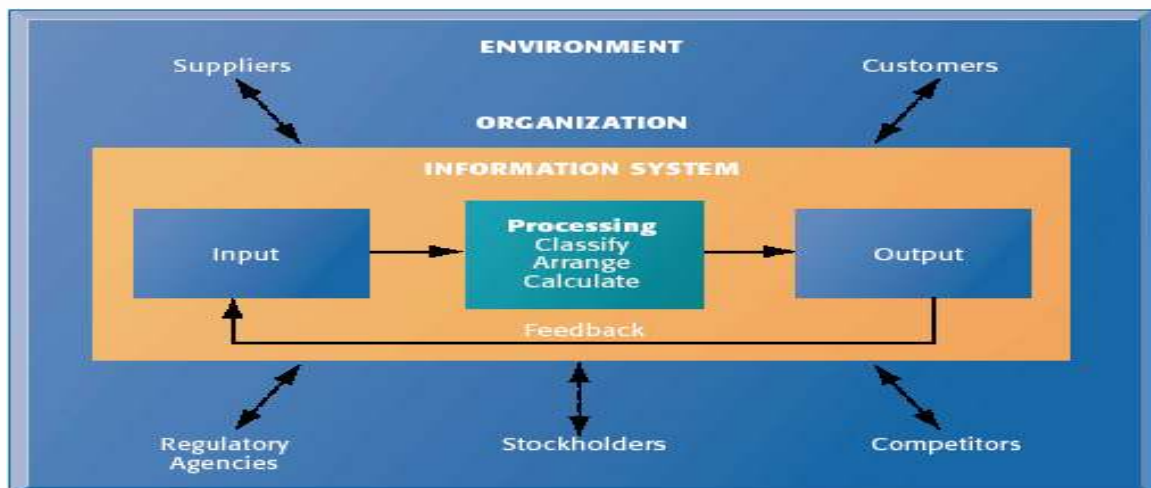 ENVIRONMENT
Suppliers
Customers
ORGANIZATION
INFORMATION SYSTEM
Input
Processing
Classify
Arrange
Calculate
Output
Feedback
Regulatory
Agencies
Stockholders
Competitors